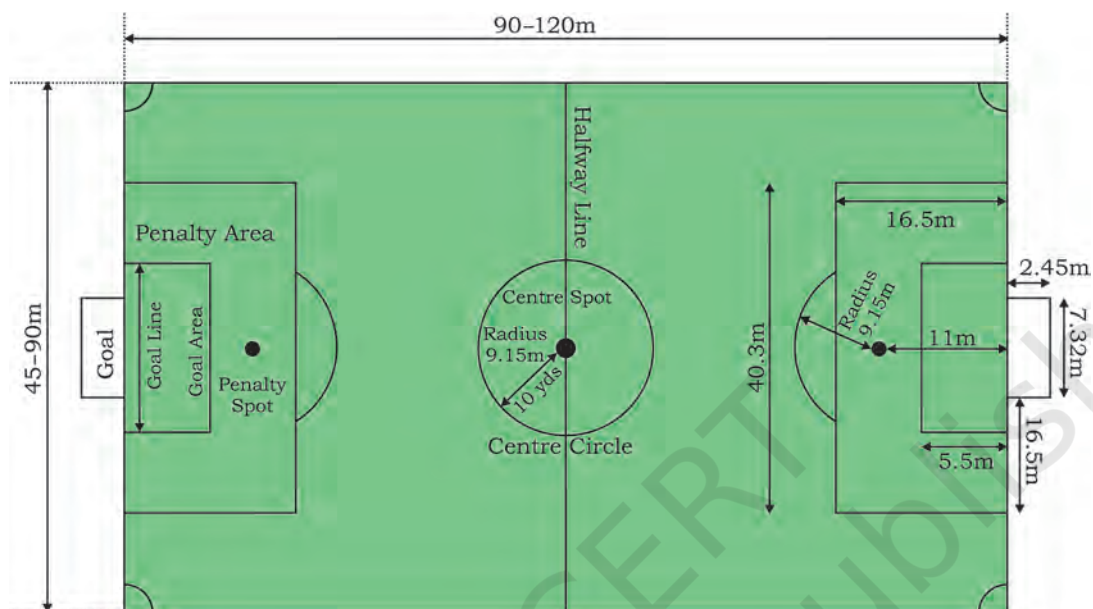 90–120m
Halfway Line
Penalty Area
16.5m
2.45m
45–90m
Goal
Goal Line
Goal Area
Penalty
Spot
Centre Spot
Radius
9.15m
10 yds
Centre Circle
Radius
9.15m
11m
7.32m
40.3m
5.5m
16.5m